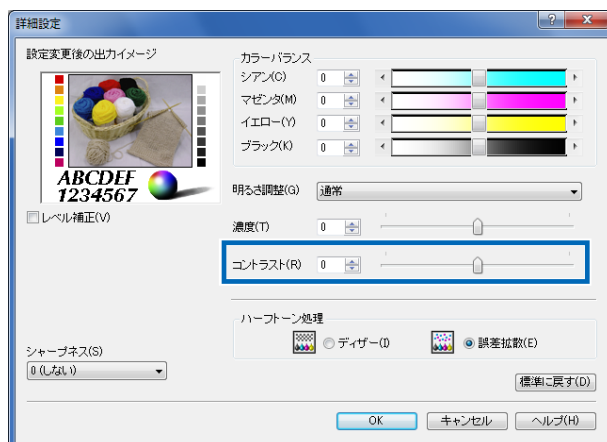 詳細設定
設定変更後の出力イメージ
ABCDEF
1234567
レベル補正(V)
シャープネス(S)
0 (しない)
カラーバランス
シアン(C) 0
マゼンタ(M) 0
イエロー(Y) 0
ブラック(K) 0
明るさ調整(G) 通常
濃度(T) 0
コントラスト(R) 0
ハーフトーン処理
ディザー(I) 誤差拡散(E)
標準に戻す(D)
OK キャンセル ヘルプ(H)